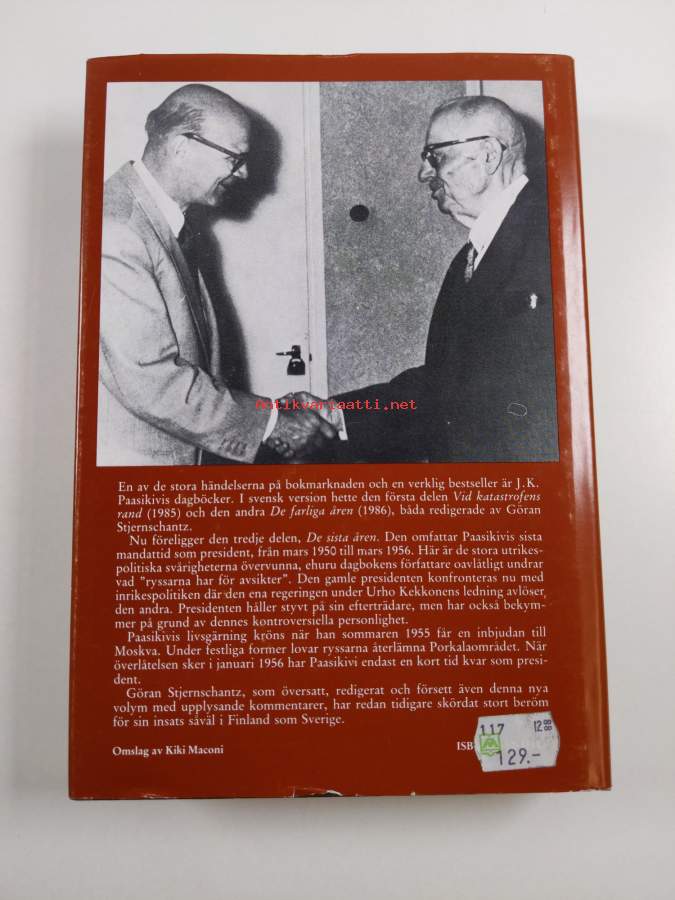 Antikvariaatti.net
En av de stora händelserna på bokmarknaden och en verklig bestseller är J.K.
Paasikivis dagböcker. I svensk version hette den första delen Vid katastrofens
rand (1985) och den andra De farliga åren (1986), båda redigerade av Göran
Stjernschantz.
Nu föreligger den tredje delen, De sista åren. Den omfattar Paasikivis sista
mandattid som president, från mars 1950 till mars 1956. Här är de stora utrikes-
politiska svårigheterna övervunna, ehuru dagbokens författare oavlåtligt undrar
vad "ryssarna har för avsikter". Den gamle presidenten konfronteras nu med
inrikespolitiken där den ena regeringen under Urho Kekkonens ledning avlöser
den andra. Presidenten håller styvt på sin efterträdare, men har också bekym-
mer på grund av dennes kontroversiella personlighet.
Paasikivis livsgärning kröns när han sommaren 1955 får en inbjudan till
Moskva. Under festliga former lovar ryssarna återlämna Porkalaområdet. När
överlåtelsen sker i januari 1956 har Paasikivi endast en kort tid kvar som presi-
dent.
Göran Stjernschantz, som översatt, redigerat och försett även denna nya
volym med upplysande kommentarer, har redan tidigare skördat stort beröm
för sin insats såväl i Finland som Sverige.
Omslag av Kiki Maconi
ISB
117 12 88
129.-